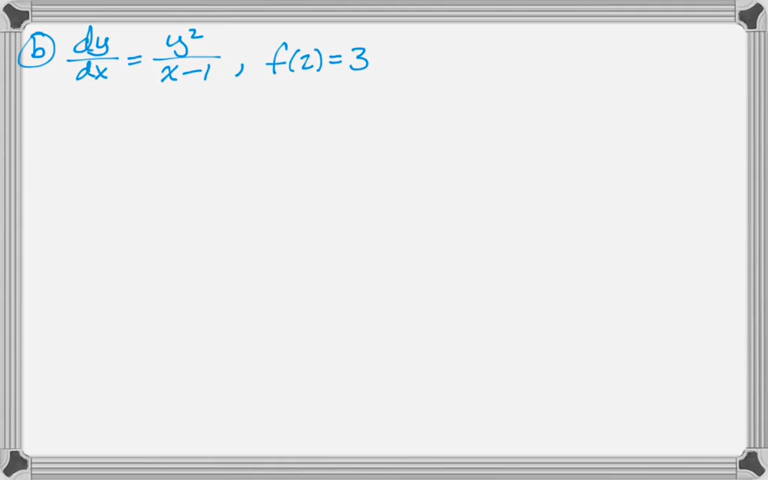 ⓑ dy/dx = y²/(x-1), f(2)=3